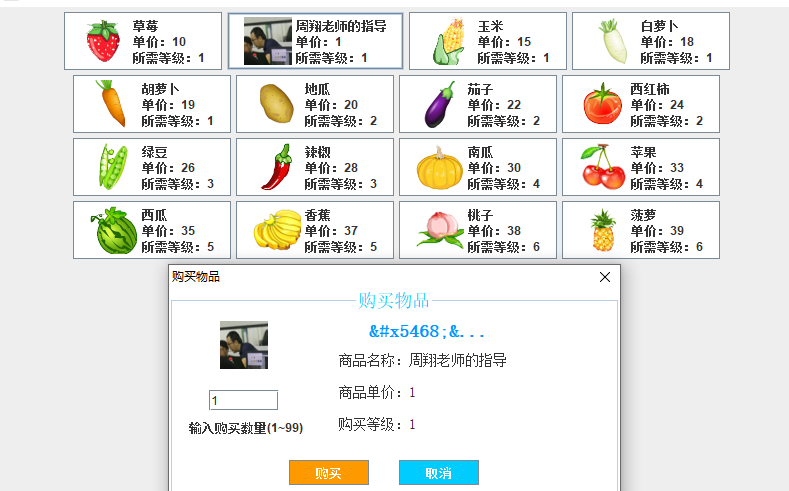 草莓
单价：10
所需等级：1
周翔老师的指导
单价：1
所需等级：1
玉米
单价：15
所需等级：1
白萝卜
单价：18
所需等级：1
胡萝卜
单价：19
所需等级：1
地瓜
单价：20
所需等级：2
茄子
单价：22
所需等级：2
西红柿
单价：24
所需等级：2
绿豆
单价：26
所需等级：3
辣椒
单价：28
所需等级：3
南瓜
单价：30
所需等级：4
苹果
单价：33
所需等级：4
西瓜
单价：35
所需等级：5
香蕉
单价：37
所需等级：5
桃子
单价：38
所需等级：6
菠萝
单价：39
所需等级：6
购买物品
购买物品
&#x5468;&...
商品名称：周翔老师的指导
商品单价：1
购买等级：1
1
输入购买数量(1~99)
购买
取消